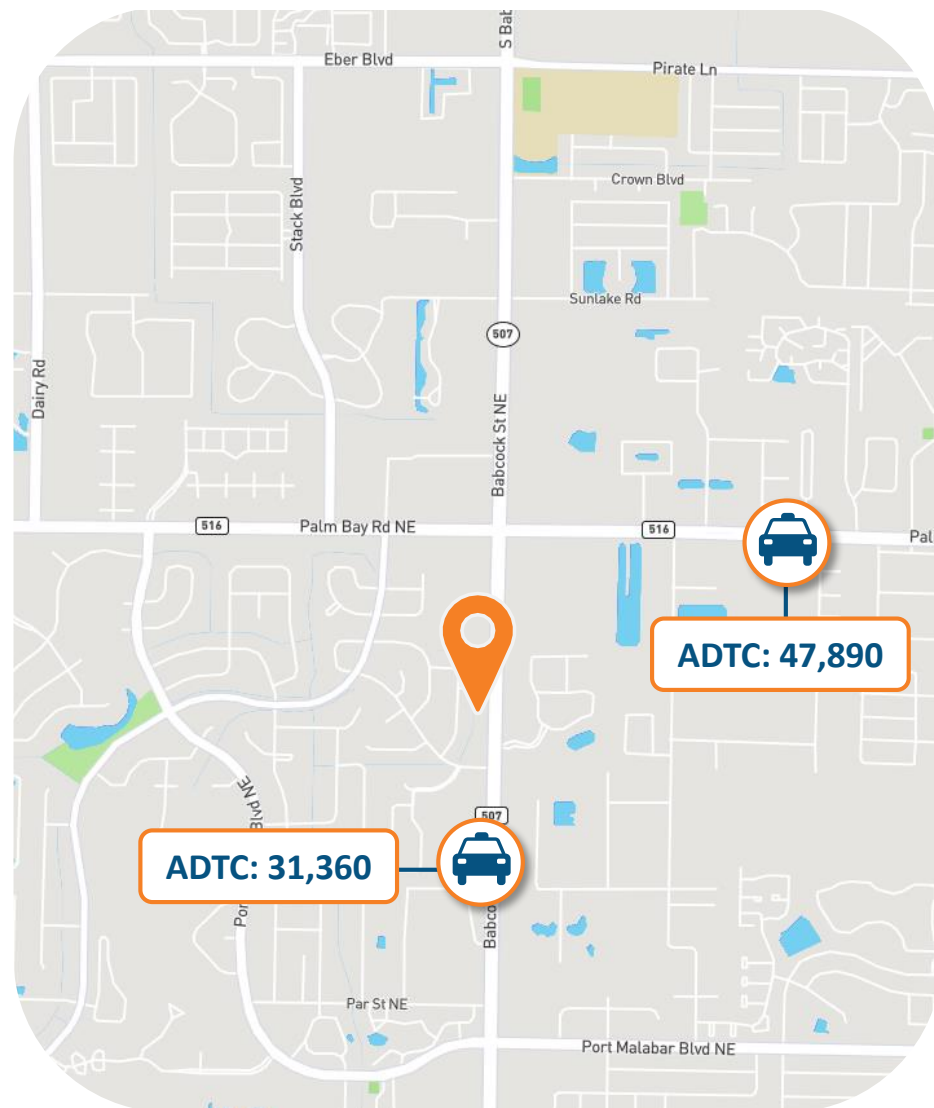 S Bab
Eber Blvd
Pirate Ln
Crown Blvd
Stack Blvd
Sunlake Rd
507
Dairy Rd
Babcock St NE
516
Palm Bay Rd NE
516
Pal
ADTC: 47,890
Blvd NE
507
ADTC: 31,360
Por
Babco
Par St NE
Port Malabar Blvd NE